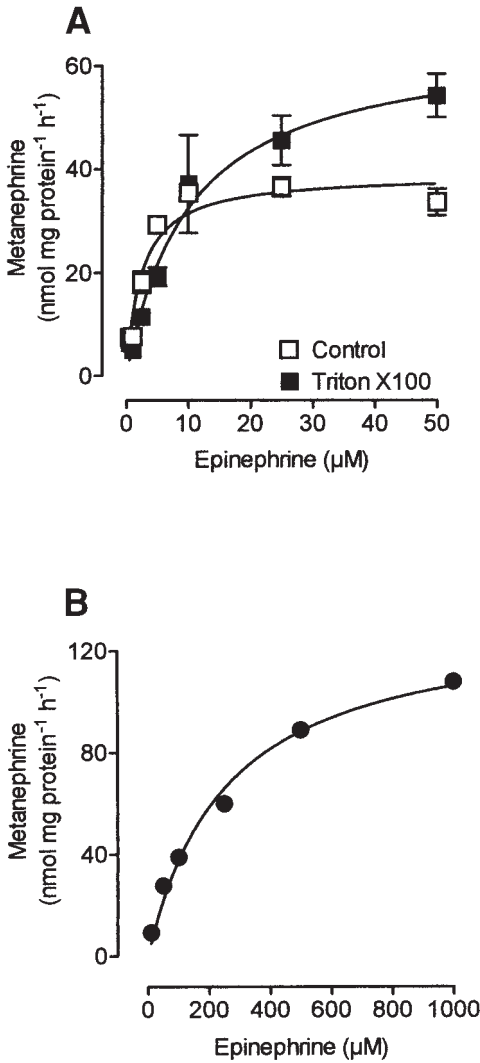 A
Metanephrine
(nmol mg protein⁻¹ h⁻¹)
60
40
20
0
Control
Triton X100
0 10 20 30 40 50
Epinephrine (µM)
B
Metanephrine
(nmol mg protein⁻¹ h⁻¹)
120
80
40
0
0 200 400 600 800 1000
Epinephrine (µM)